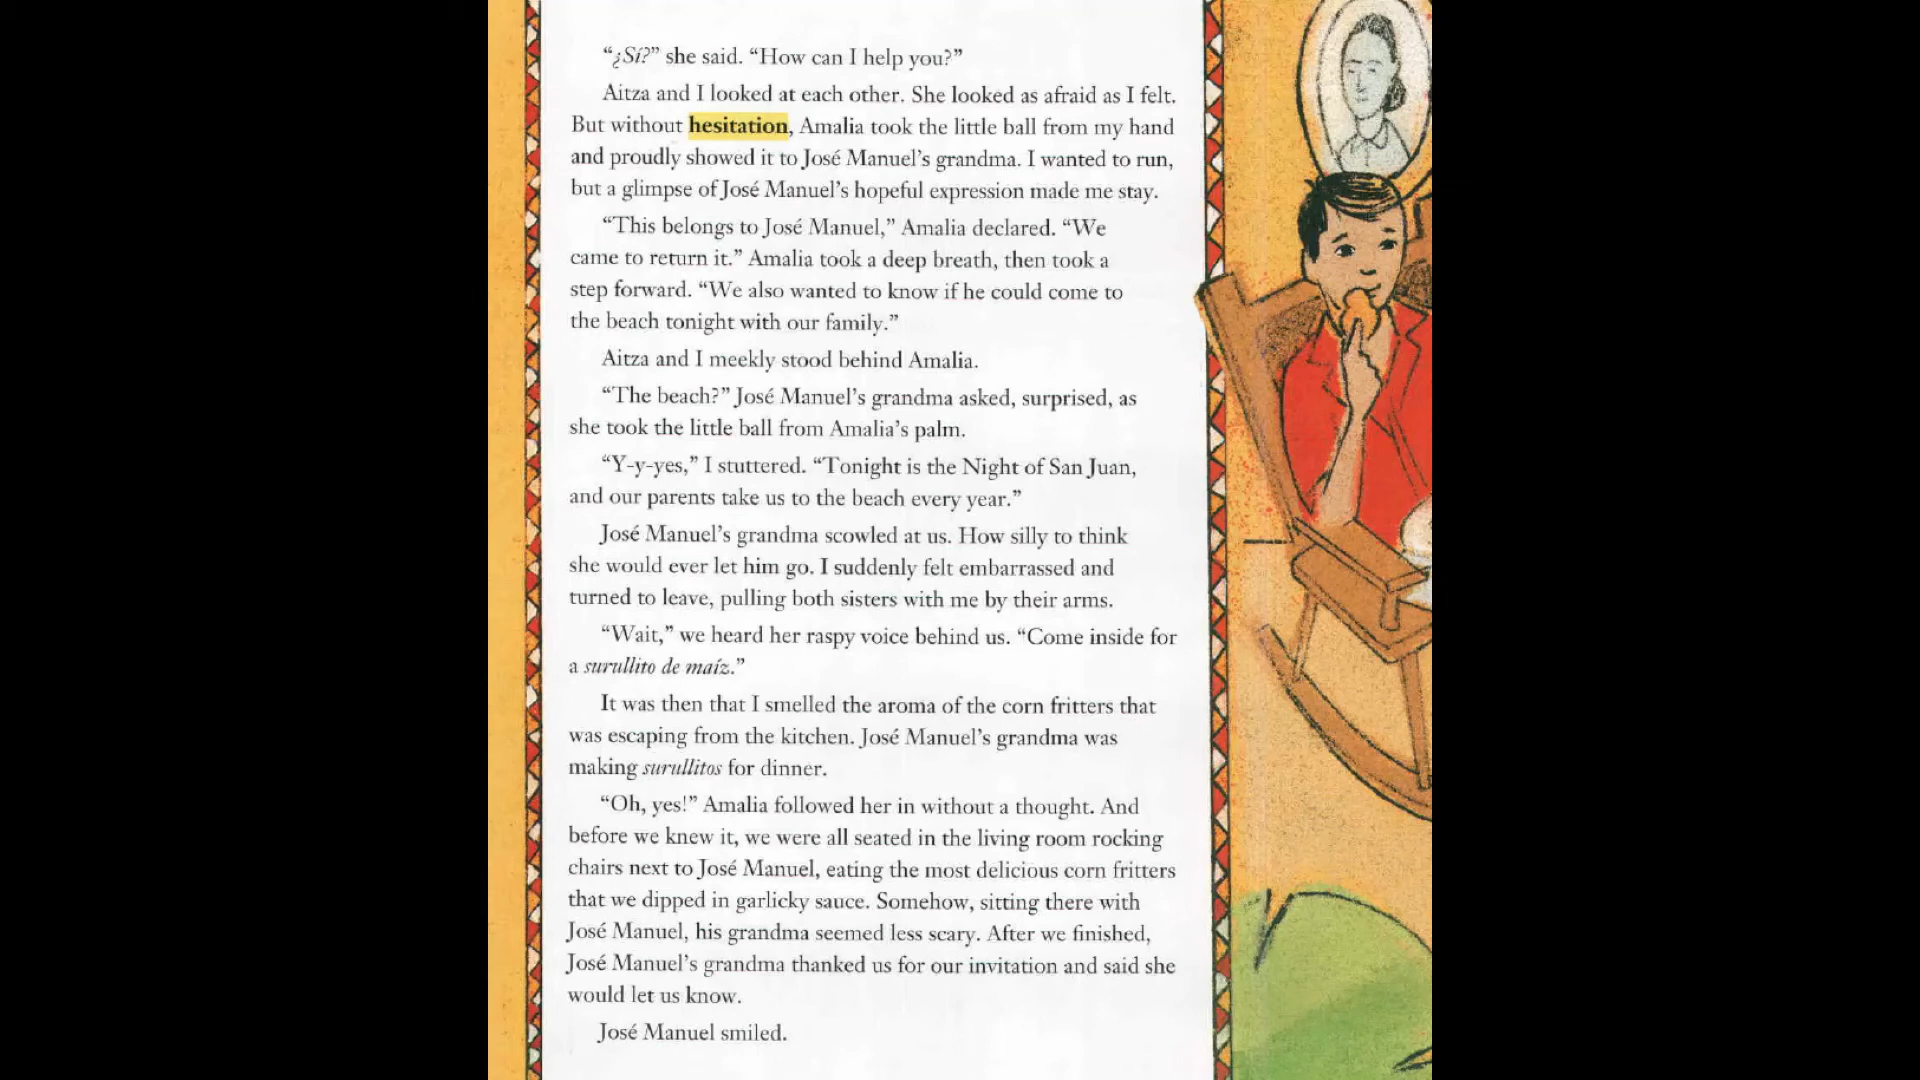 “¿Sí?” she said. “How can I help you?”
Aitza and I looked at each other. She looked as afraid as I felt.
But without hesitation, Amalia took the little ball from my hand
and proudly showed it to José Manuel’s grandma. I wanted to run,
but a glimpse of José Manuel’s hopeful expression made me stay.
“This belongs to José Manuel,” Amalia declared. “We
came to return it.” Amalia took a deep breath, then took a
step forward. “We also wanted to know if he could come to
the beach tonight with our family.”
Aitza and I meekly stood behind Amalia.
“The beach?” José Manuel’s grandma asked, surprised, as
she took the little ball from Amalia’s palm.
“Y-y-yes,” I stuttered. “Tonight is the Night of San Juan,
and our parents take us to the beach every year.”
José Manuel’s grandma scowled at us. How silly to think
she would ever let him go. I suddenly felt embarrassed and
turned to leave, pulling both sisters with me by their arms.
“Wait,” we heard her raspy voice behind us. “Come inside for
a surullito de maíz.”
It was then that I smelled the aroma of the corn fritters that
was escaping from the kitchen. José Manuel’s grandma was
making surullitos for dinner.
“Oh, yes!” Amalia followed her in without a thought. And
before we knew it, we were all seated in the living room rocking
chairs next to José Manuel, eating the most delicious corn fritters
that we dipped in garlicky sauce. Somehow, sitting there with
José Manuel, his grandma seemed less scary. After we finished,
José Manuel’s grandma thanked us for our invitation and said she
would let us know.
José Manuel smiled.